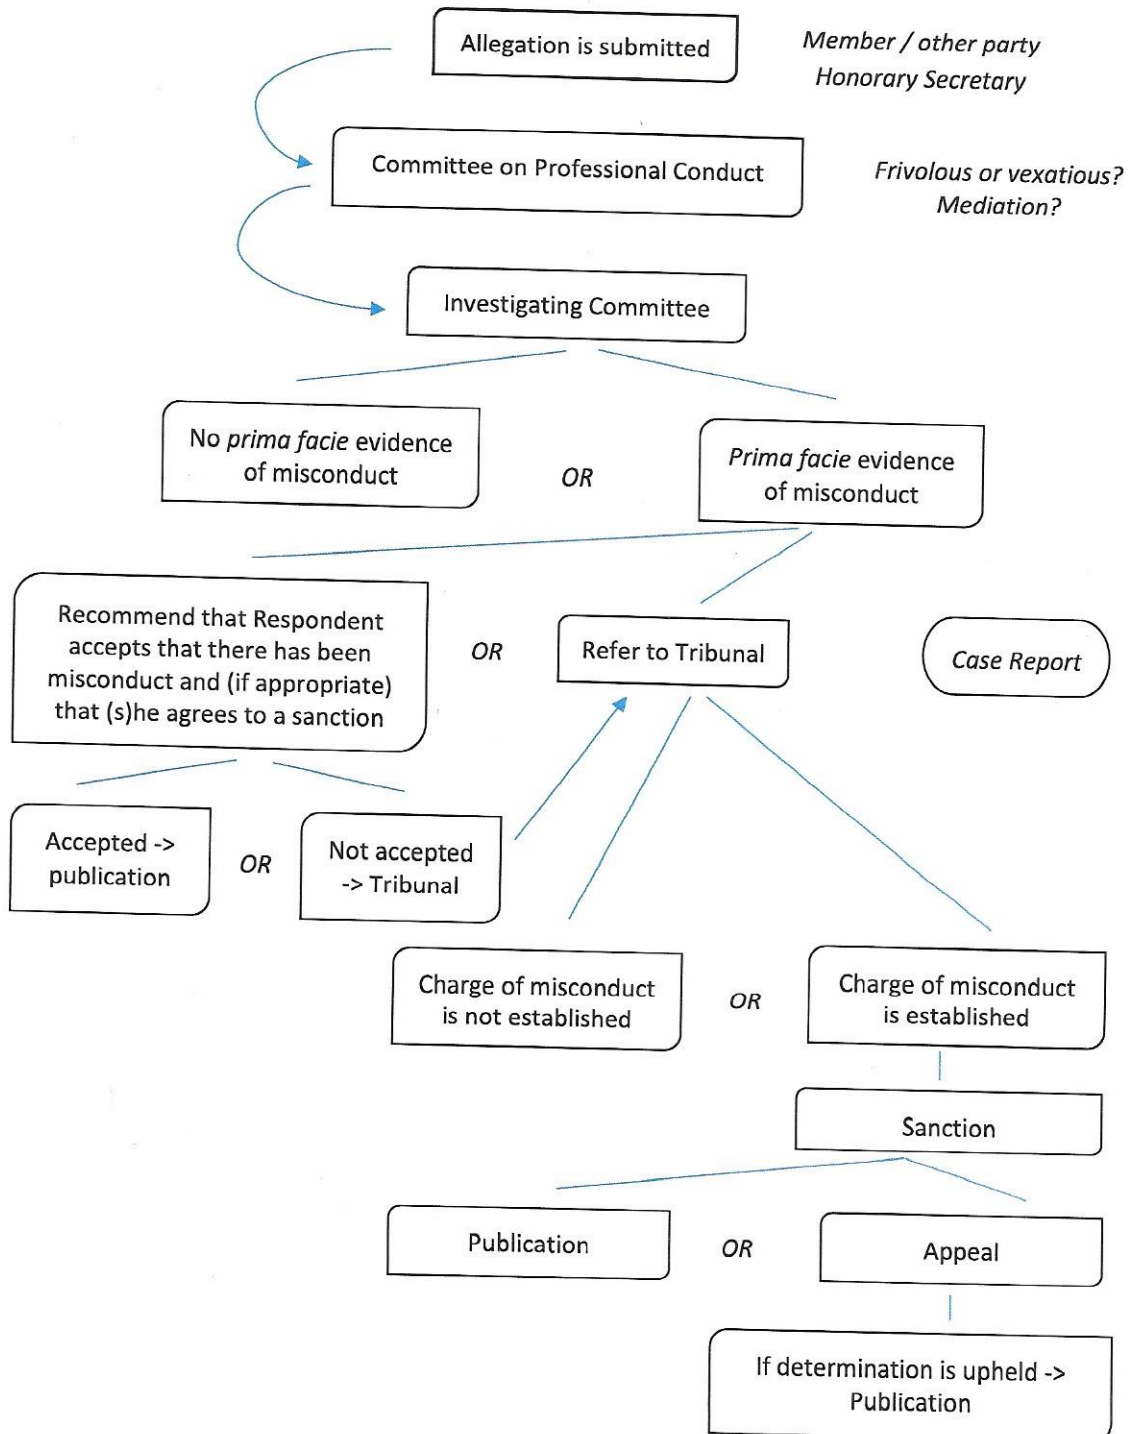 Allegation is submitted
Member / other party
Honorary Secretary
Committee on Professional Conduct
Frivolous or vexatious?
Mediation?
Investigating Committee
No prima facie evidence
of misconduct
OR
Prima facie evidence
of misconduct
Recommend that Respondent
accepts that there has been
misconduct and (if appropriate)
that (s)he agrees to a sanction
OR
Refer to Tribunal
Case Report
Accepted ->
publication
OR
Not accepted
-> Tribunal
Charge of misconduct
is not established
OR
Charge of misconduct
is established
Sanction
Publication
OR
Appeal
If determination is upheld ->
Publication